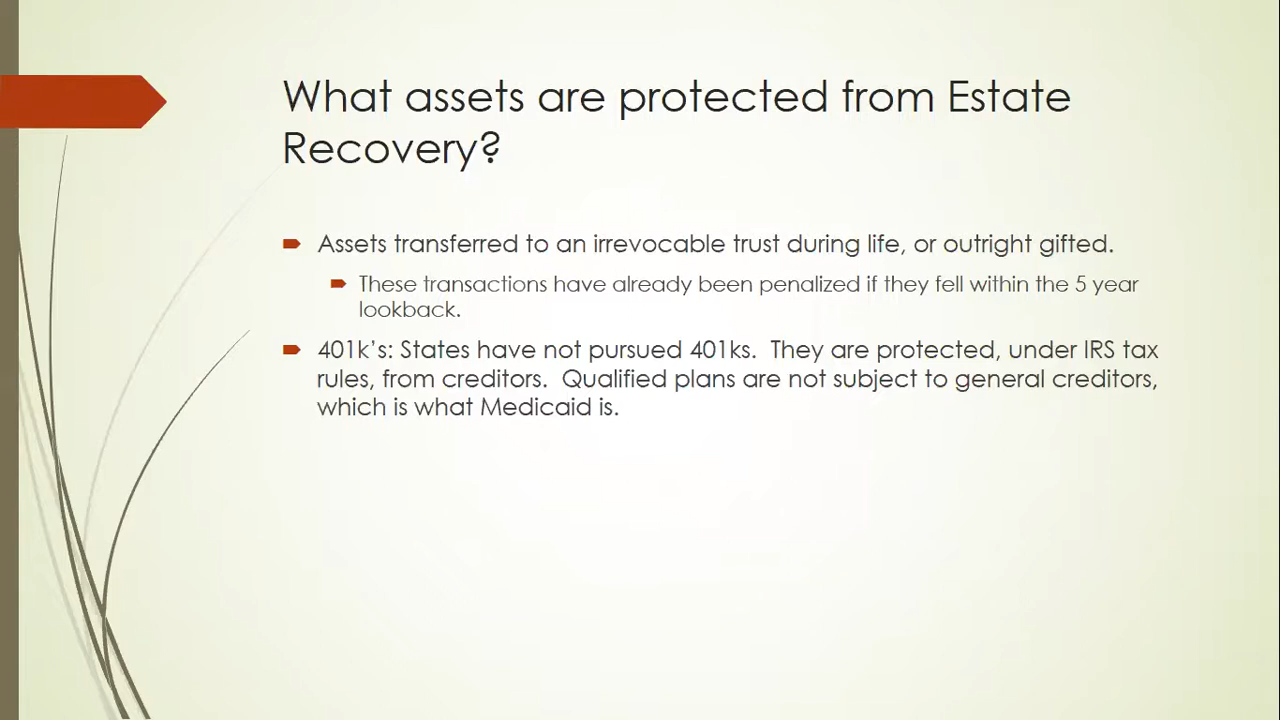 What assets are protected from Estate
Recovery?
Assets transferred to an irrevocable trust during life, or outright gifted.
These transactions have already been penalized if they fell within the 5 year
lookback.
401k's: States have not pursued 401ks.  They are protected, under IRS tax
rules, from creditors.  Qualified plans are not subject to general creditors,
which is what Medicaid is.